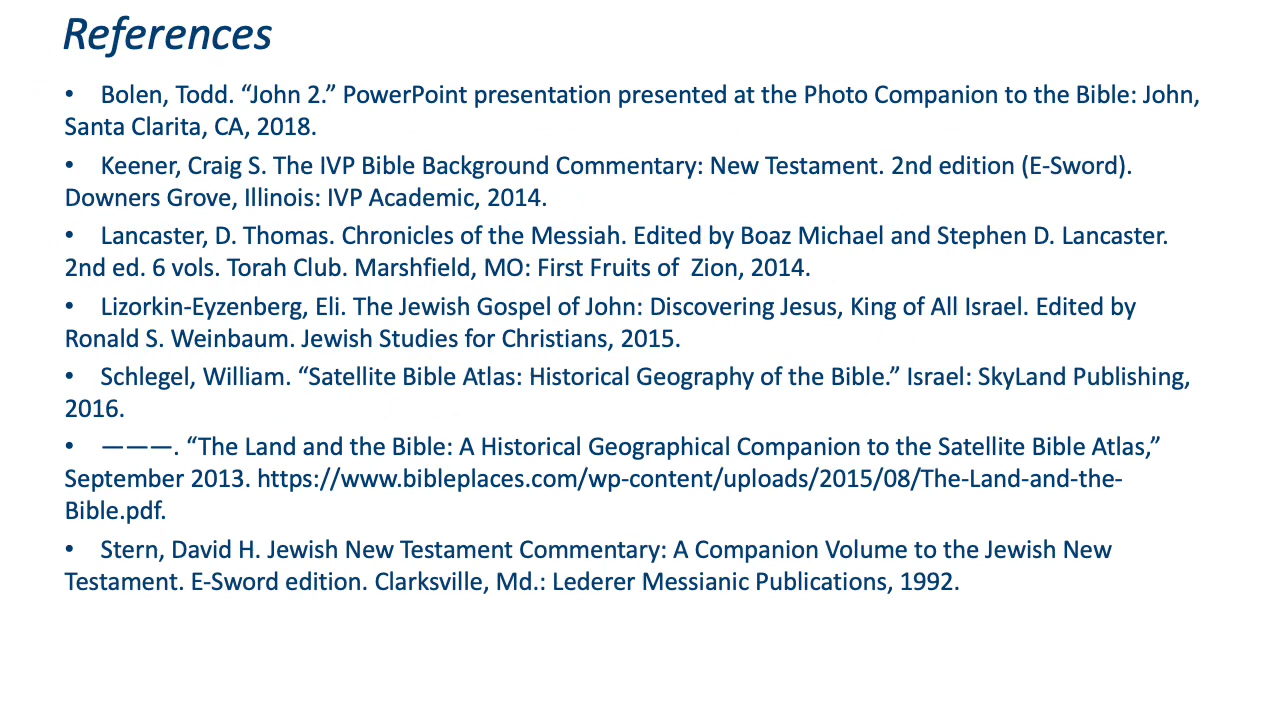 References
• Bolen, Todd. “John 2.” PowerPoint presentation presented at the Photo Companion to the Bible: John,
Santa Clarita, CA, 2018.
• Keener, Craig S. The IVP Bible Background Commentary: New Testament. 2nd edition (E-Sword).
Downers Grove, Illinois: IVP Academic, 2014.
• Lancaster, D. Thomas. Chronicles of the Messiah. Edited by Boaz Michael and Stephen D. Lancaster.
2nd ed. 6 vols. Torah Club. Marshfield, MO: First Fruits of  Zion, 2014.
• Lizorkin-Eyzenberg, Eli. The Jewish Gospel of John: Discovering Jesus, King of All Israel. Edited by
Ronald S. Weinbaum. Jewish Studies for Christians, 2015.
• Schlegel, William. “Satellite Bible Atlas: Historical Geography of the Bible.” Israel: SkyLand Publishing,
2016.
• ———. “The Land and the Bible: A Historical Geographical Companion to the Satellite Bible Atlas,”
September 2013. https://www.bibleplaces.com/wp-content/uploads/2015/08/The-Land-and-the-
Bible.pdf.
• Stern, David H. Jewish New Testament Commentary: A Companion Volume to the Jewish New
Testament. E-Sword edition. Clarksville, Md.: Lederer Messianic Publications, 1992.